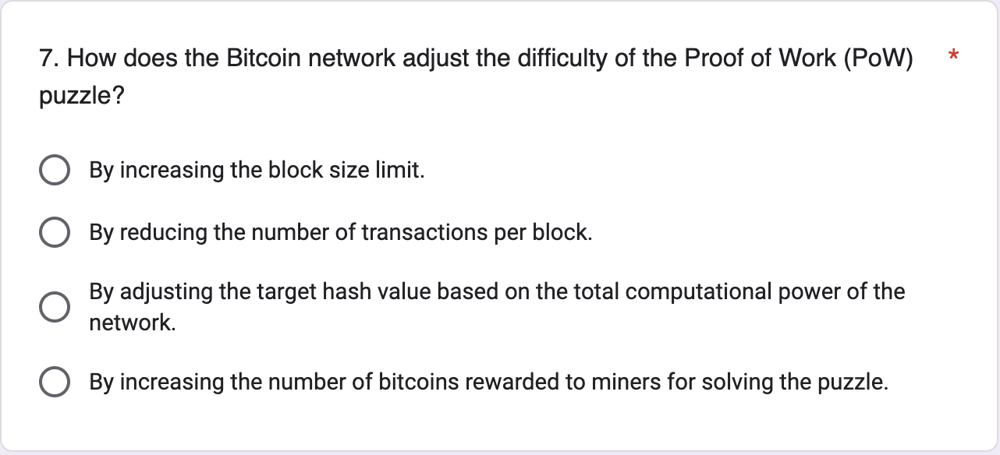 7. How does the Bitcoin network adjust the difficulty of the Proof of Work (PoW) *
puzzle?
By increasing the block size limit.
By reducing the number of transactions per block.
By adjusting the target hash value based on the total computational power of the
network.
By increasing the number of bitcoins rewarded to miners for solving the puzzle.